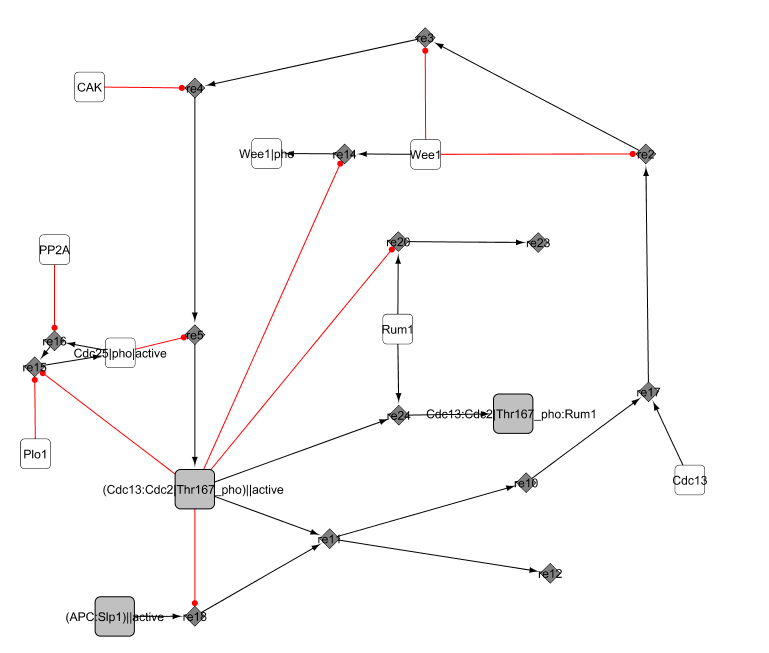 re3
CAK
re4
Wee1|pho
re14
Wee1
re2
PP2A
re20
re23
Rum1
re5
re16
Cdc25|pho|active
re15
re17
re24
Cdc13:Cdc2|Thr167_pho:Rum1
Plo1
Cdc13
re10
(Cdc13:Cdc2|Thr167_pho)||active
re11
re12
(APC:Slp1)||active
re18